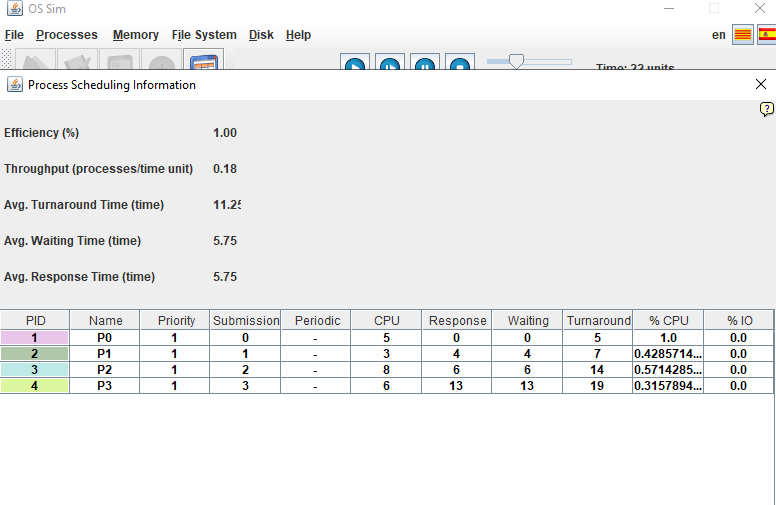 OS Sim
File Processes Memory File System Disk Help en
Time: 22 units
Process Scheduling Information
?
Efficiency (%) 1.00
Throughput (processes/time unit) 0.18
Avg. Turnaround Time (time) 11.25
Avg. Waiting Time (time) 5.75
Avg. Response Time (time) 5.75
PID Name Priority Submission Periodic CPU Response Waiting Turnaround % CPU % IO
1 P0 1 0 - 5 0 0 5 1.0 0.0
2 P1 1 1 - 3 4 4 7 0.4285714... 0.0
3 P2 1 2 - 8 6 6 14 0.5714285... 0.0
4 P3 1 3 - 6 13 13 19 0.3157894... 0.0